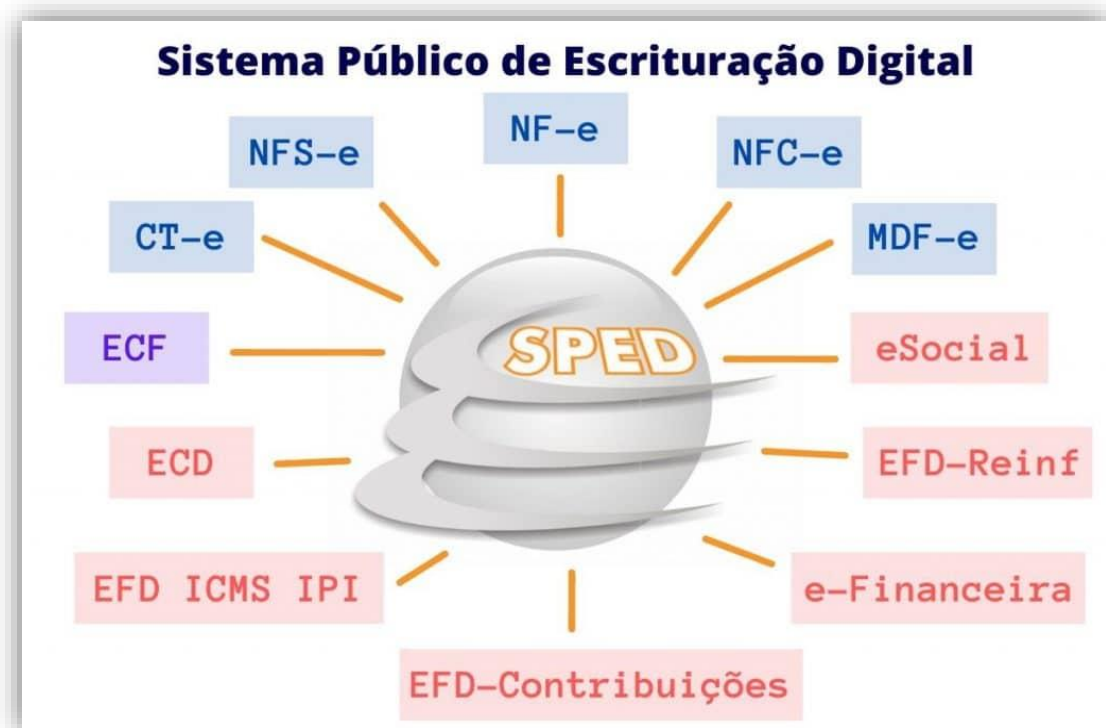 Sistema Público de Escrituração Digital
NF-e
NFS-e
NFC-e
CT-e
MDF-e
SPED
ECF
eSocial
ECD
EFD-Reinf
EFD ICMS IPI
e-Financeira
EFD-Contribuições